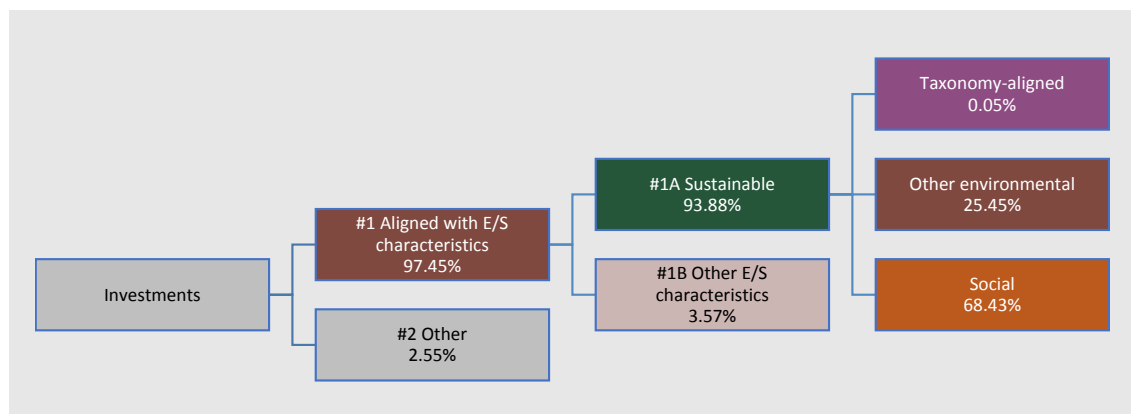 Investments
#1 Aligned with E/S
characteristics
97.45%
#2 Other
2.55%
#1A Sustainable
93.88%
#1B Other E/S
characteristics
3.57%
Taxonomy-aligned
0.05%
Other environmental
25.45%
Social
68.43%